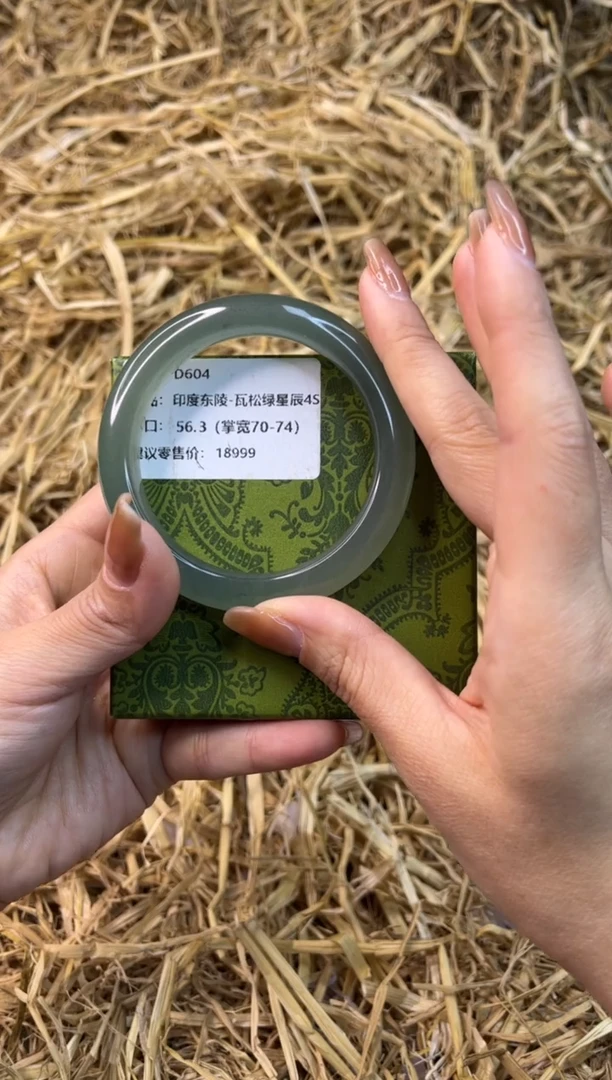 D604
印度东陵-瓦松绿星辰4S
口： 56.3（掌宽70-74）
议零售价： 18999